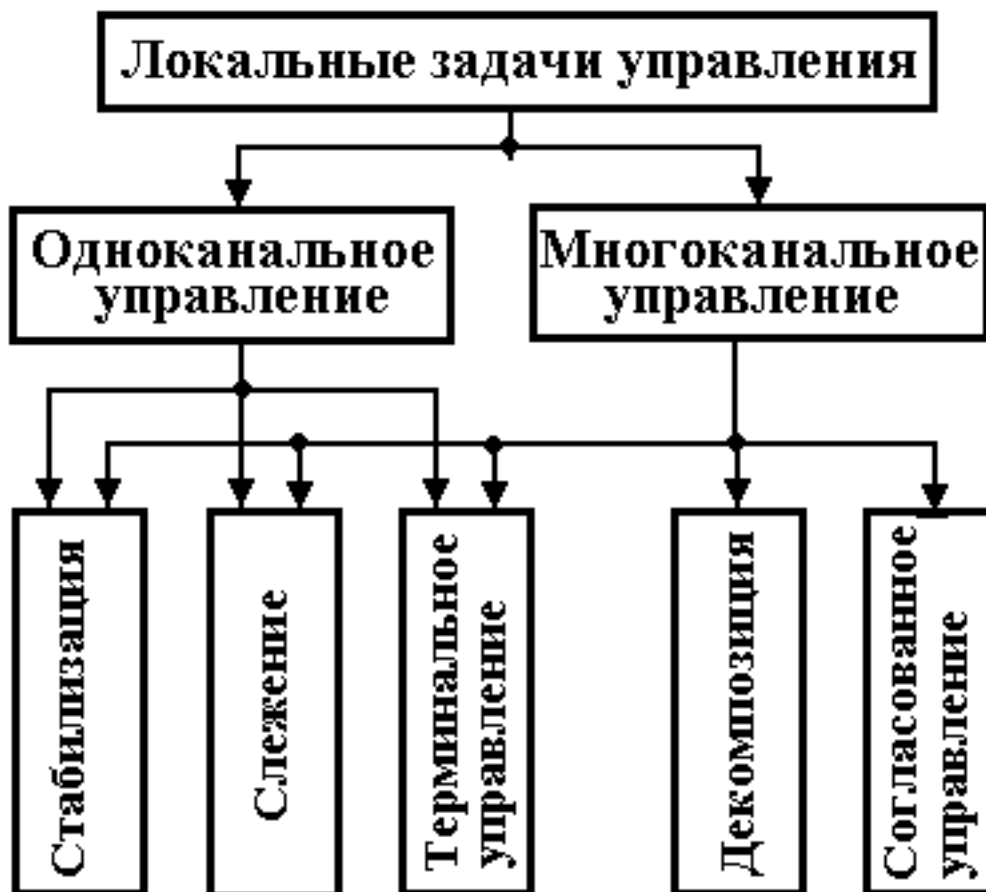 Локальные задачи управления
Одноканальное
управление
Многоканальное
управление
Стабилизация
Слежение
Терминальное
управление
Декомпозиция
Согласованное
управление